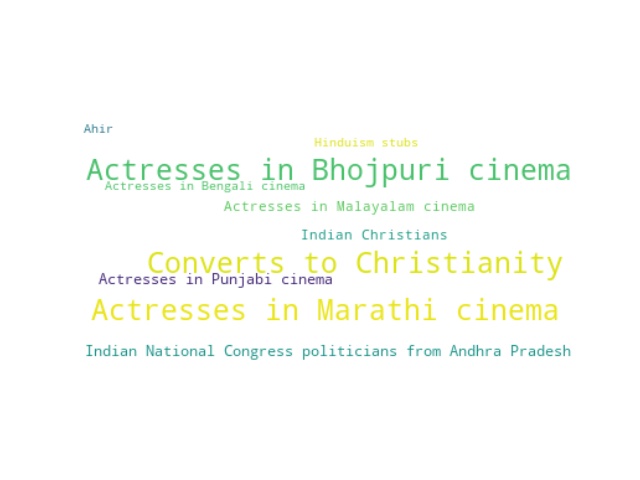 Ahir
Hinduism stubs
Actresses in Bhojpuri cinema
Actresses in Bengali cinema
Actresses in Malayalam cinema
Indian Christians
Converts to Christianity
Actresses in Punjabi cinema
Actresses in Marathi cinema
Indian National Congress politicians from Andhra Pradesh